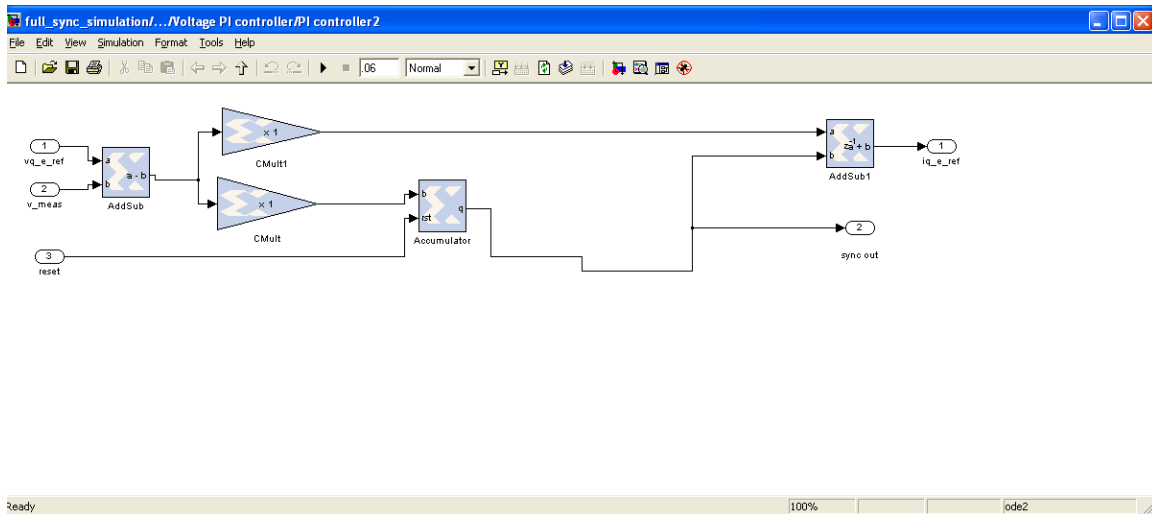 full_sync_simulation/.../Voltage PI controller/PI controller2
File Edit View Simulation Format Tools Help
.06 Normal
1
vq_e_ref
2
v_meas
a
b
a - b
AddSub
x 1
CMult1
x 1
CMult
b
rst
q
Accumulator
3
reset
a
b
z-1
a + b
AddSub1
1
iq_e_ref
2
sync out
Ready 100% ode2